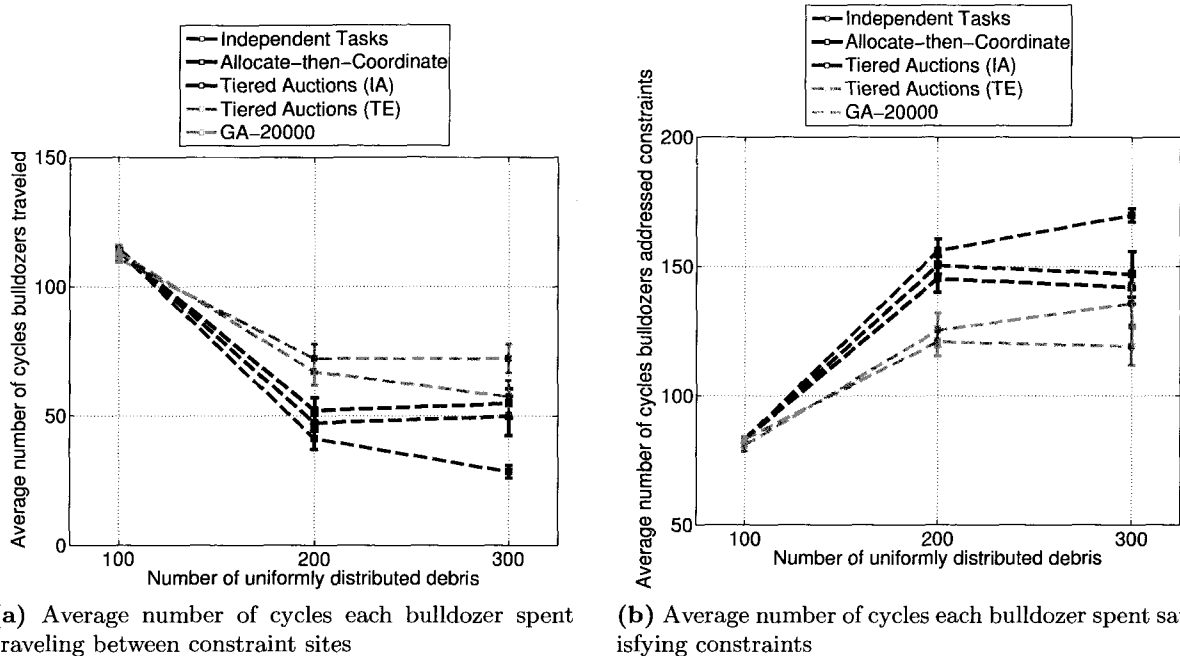 Independent Tasks
Allocate-then-Coordinate
Tiered Auctions (IA)
Tiered Auctions (TE)
GA-20000
Average number of cycles bulldozers traveled
150
100
50
0
100
200
300
Number of uniformly distributed debris
(a) Average number of cycles each bulldozer spent
raveling between constraint sites
Independent Tasks
Allocate-then-Coordinate
Tiered Auctions (IA)
Tiered Auctions (TE)
GA-20000
Average number of cycles bulldozers addressed constraints
200
150
100
50
100
200
300
Number of uniformly distributed debris
(b) Average number of cycles each bulldozer spent sat
isfying constraints